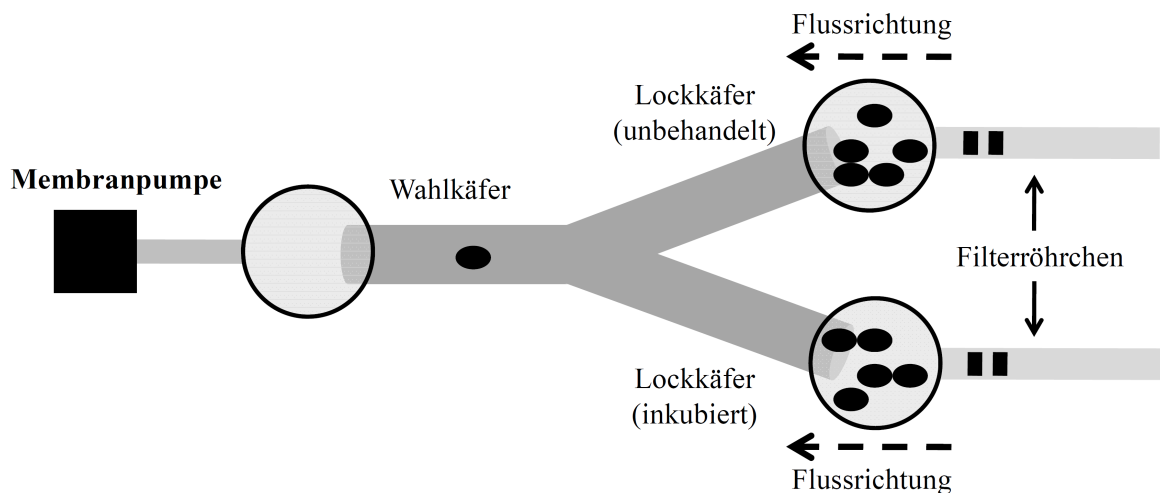 Flussrichtung
Lockkäfer
(unbehandelt)
Membranpumpe
Wahlkäfer
Filterröhrchen
Lockkäfer
(inkubiert)
Flussrichtung